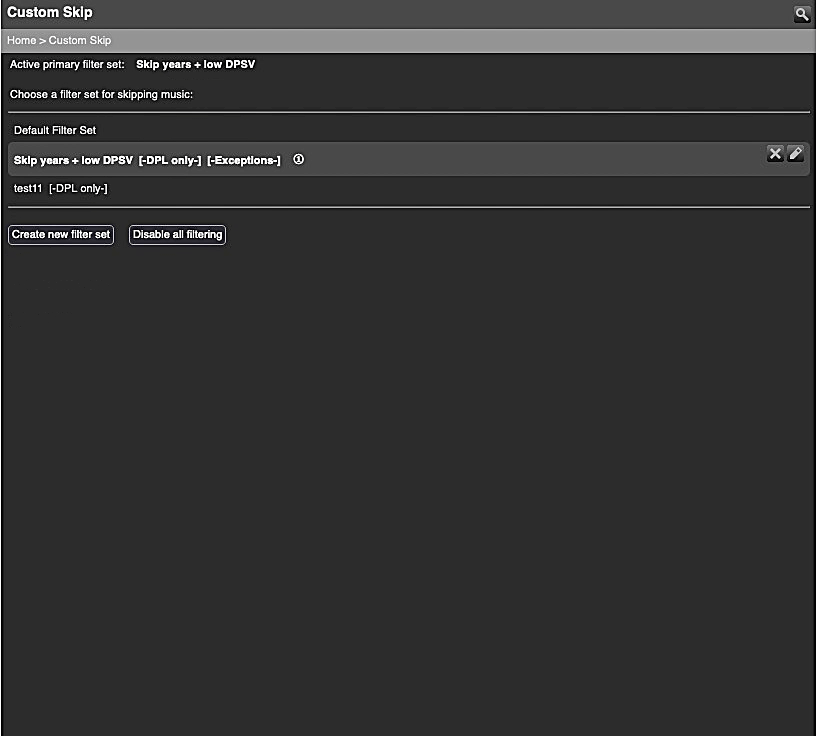 Custom Skip
Home > Custom Skip
Active primary filter set: Skip years + low DPSV
Choose a filter set for skipping music:
Default Filter Set
Skip years + low DPSV [-DPL only-] [-Exceptions-] ①
test11 [-DPL only-]
Create new filter set Disable all filtering